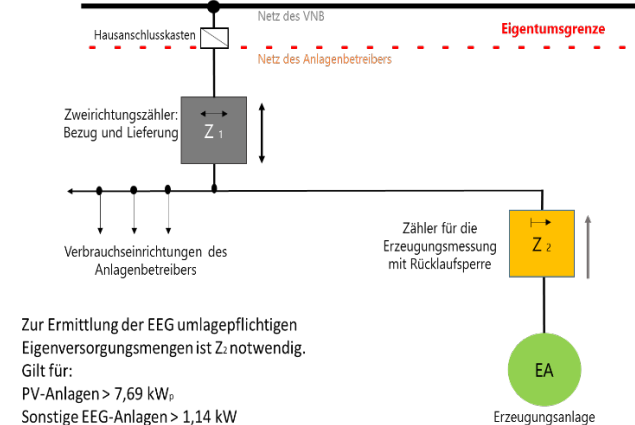 Netz des VNB
Hausanschlusskasten
Eigentumsgrenze
Netz des Anlagenbetreibers
Zweirichtungszähler:
Bezug und Lieferung
Z 1
Zähler für die
Erzeugungsmessung
mit Rücklaufsperre
Z 2
Verbrauchseinrichtungen des
Anlagenbetreibers
Zur Ermittlung der EEG umlagepflichtigen
Eigenversorgungsmengen ist Z₂ notwendig.
Gilt für:
PV-Anlagen > 7,69 kWₚ
Sonstige EEG-Anlagen > 1,14 kW
EA
Erzeugungsanlage